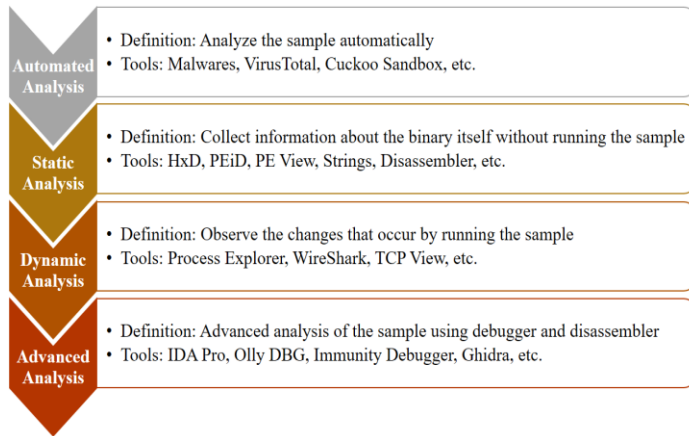 Automated
Analysis
• Definition: Analyze the sample automatically
• Tools: Malwares, VirusTotal, Cuckoo Sandbox, etc.
Static
Analysis
• Definition: Collect information about the binary itself without running the sample
• Tools: HxD, PEiD, PE View, Strings, Disassembler, etc.
Dynamic
Analysis
• Definition: Observe the changes that occur by running the sample
• Tools: Process Explorer, WireShark, TCP View, etc.
Advanced
Analysis
• Definition: Advanced analysis of the sample using debugger and disassembler
• Tools: IDA Pro, Olly DBG, Immunity Debugger, Ghidra, etc.